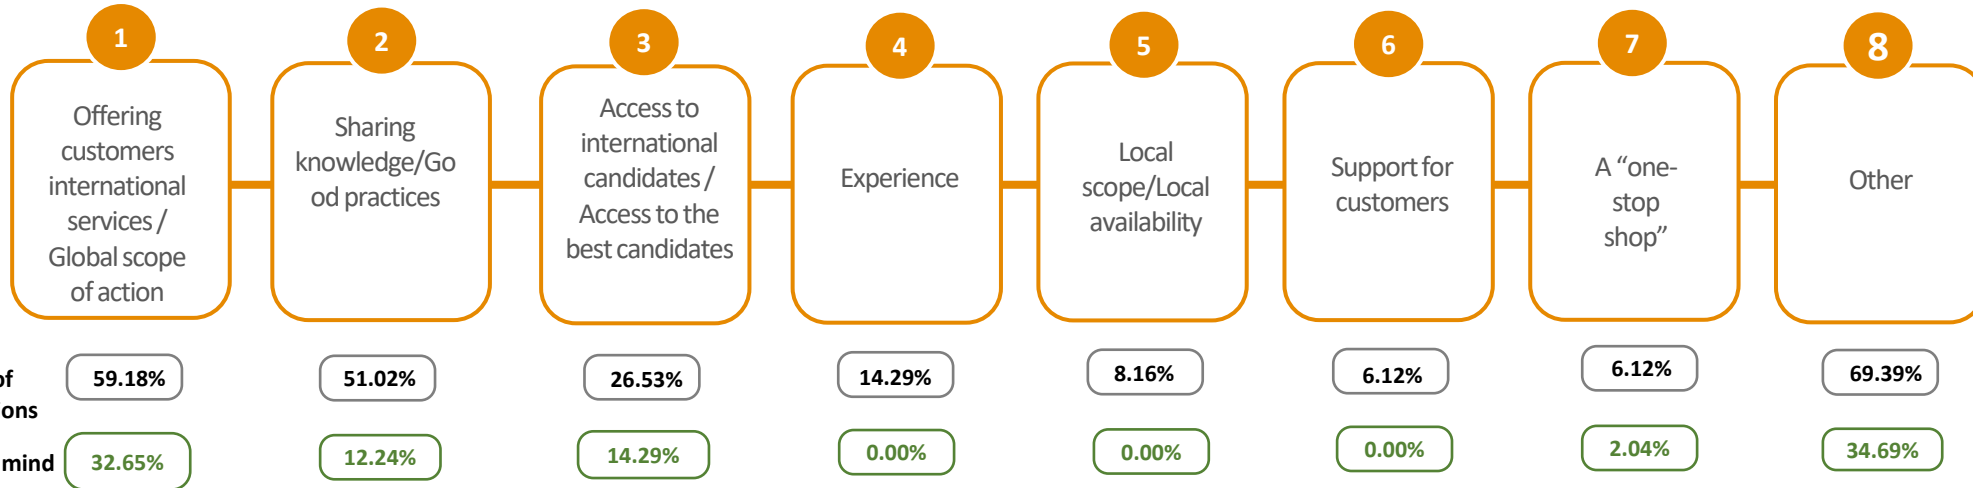 1
Offering
customers
international
services /
Global scope
of action
2
Sharing
knowledge/Go
od practices
3
Access to
international
candidates /
Access to the
best candidates
4
Experience
5
Local
scope/Local
availability
6
Support for
customers
7
A “one-
stop
shop”
8
Other
of
ions
59.18%
51.02%
26.53%
14.29%
8.16%
6.12%
6.12%
69.39%
mind
32.65%
12.24%
14.29%
0.00%
0.00%
0.00%
2.04%
34.69%